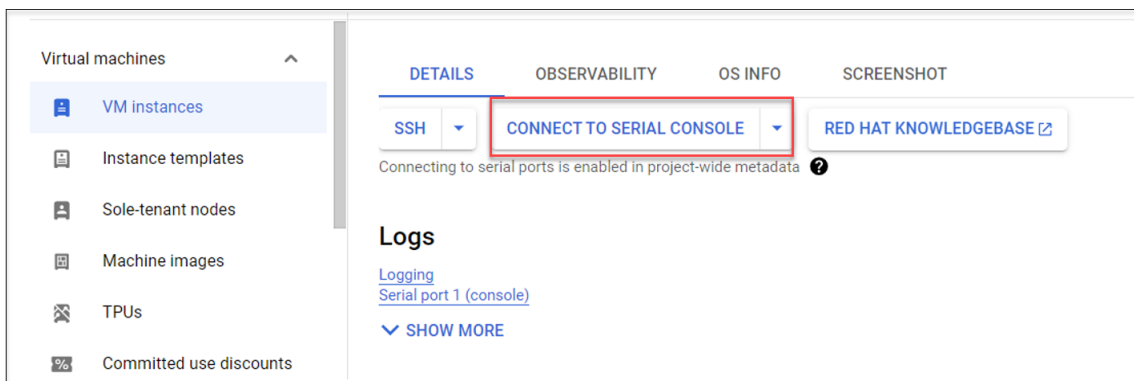 Virtual machines
VM instances
Instance templates
Sole-tenant nodes
Machine images
TPUs
Committed use discounts
DETAILS OBSERVABILITY OS INFO SCREENSHOT
SSH CONNECT TO SERIAL CONSOLE RED HAT KNOWLEDGEBASE
Connecting to serial ports is enabled in project-wide metadata
Logs
Logging
Serial port 1 (console)
SHOW MORE